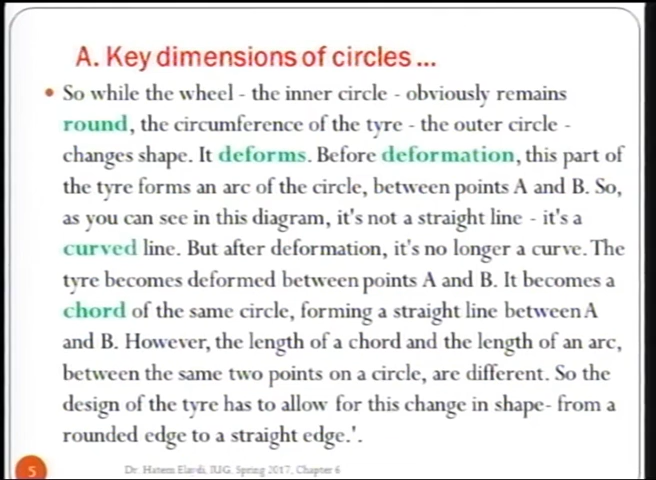 A. Key dimensions of circles ...
• So while the wheel - the inner circle - obviously remains
round, the circumference of the tyre - the outer circle -
changes shape. It deforms. Before deformation, this part of
the tyre forms an arc of the circle, between points A and B. So,
as you can see in this diagram, it's not a straight line - it's a
curved line. But after deformation, it's no longer a curve. The
tyre becomes deformed between points A and B. It becomes a
chord of the same circle, forming a straight line between A
and B. However, the length of a chord and the length of an arc,
between the same two points on a circle, are different. So the
design of the tyre has to allow for this change in shape- from a
rounded edge to a straight edge.'.
5
Dr. Hatem Elaydi, IUG, Spring 2017, Chapter 6